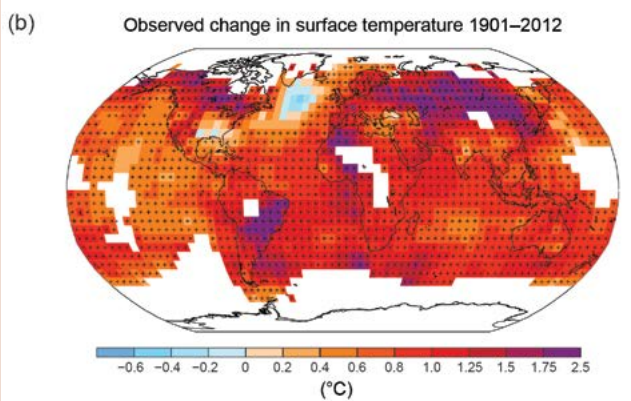 (b) Observed change in surface temperature 1901–2012
−0.6 −0.4 −0.2 0 0.2 0.4 0.6 0.8 1.0 1.25 1.5 1.75 2.5
(°C)